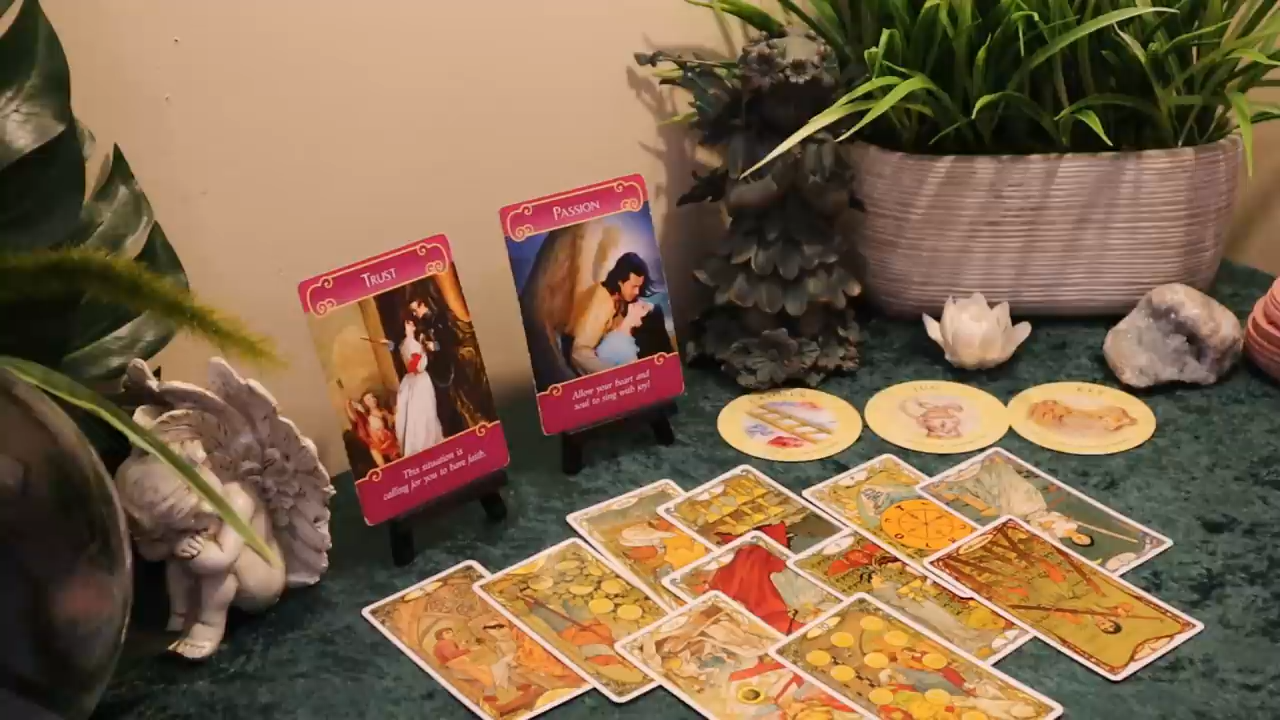 TRUST
This situation is
calling for you to have faith.
PASSION
Allow your heart and
soul to sing with joy!